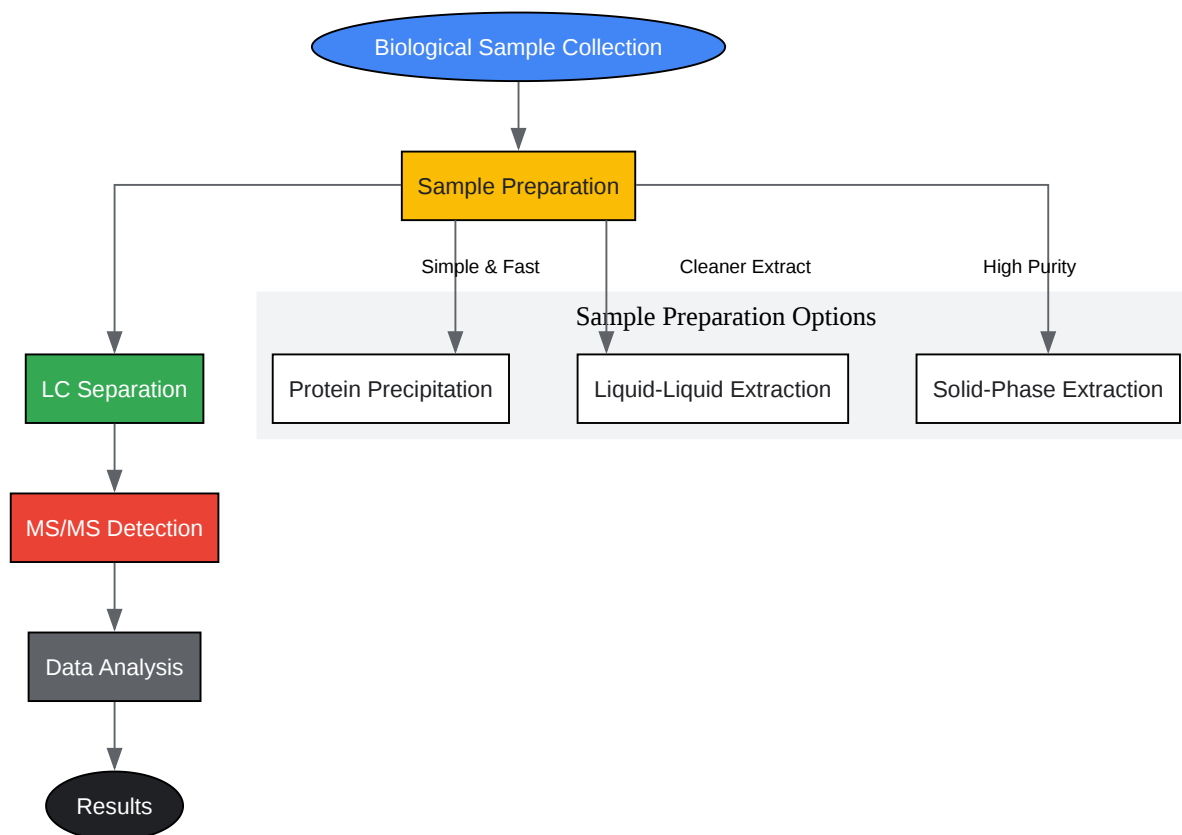 Biological Sample Collection
Sample Preparation
Simple & Fast
Cleaner Extract
High Purity
Sample Preparation Options
LC Separation
Protein Precipitation
Liquid-Liquid Extraction
Solid-Phase Extraction
MS/MS Detection
Data Analysis
Results